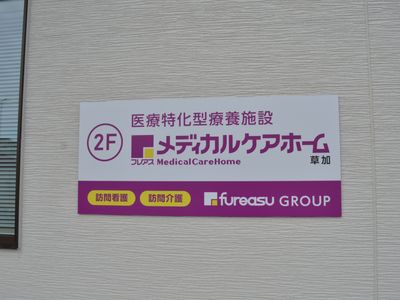 医療特化型療養施設
2F
フレアス メディカルケアホーム
MedicalCareHome 草加
訪問看護 訪問介護 fureasu GROUP